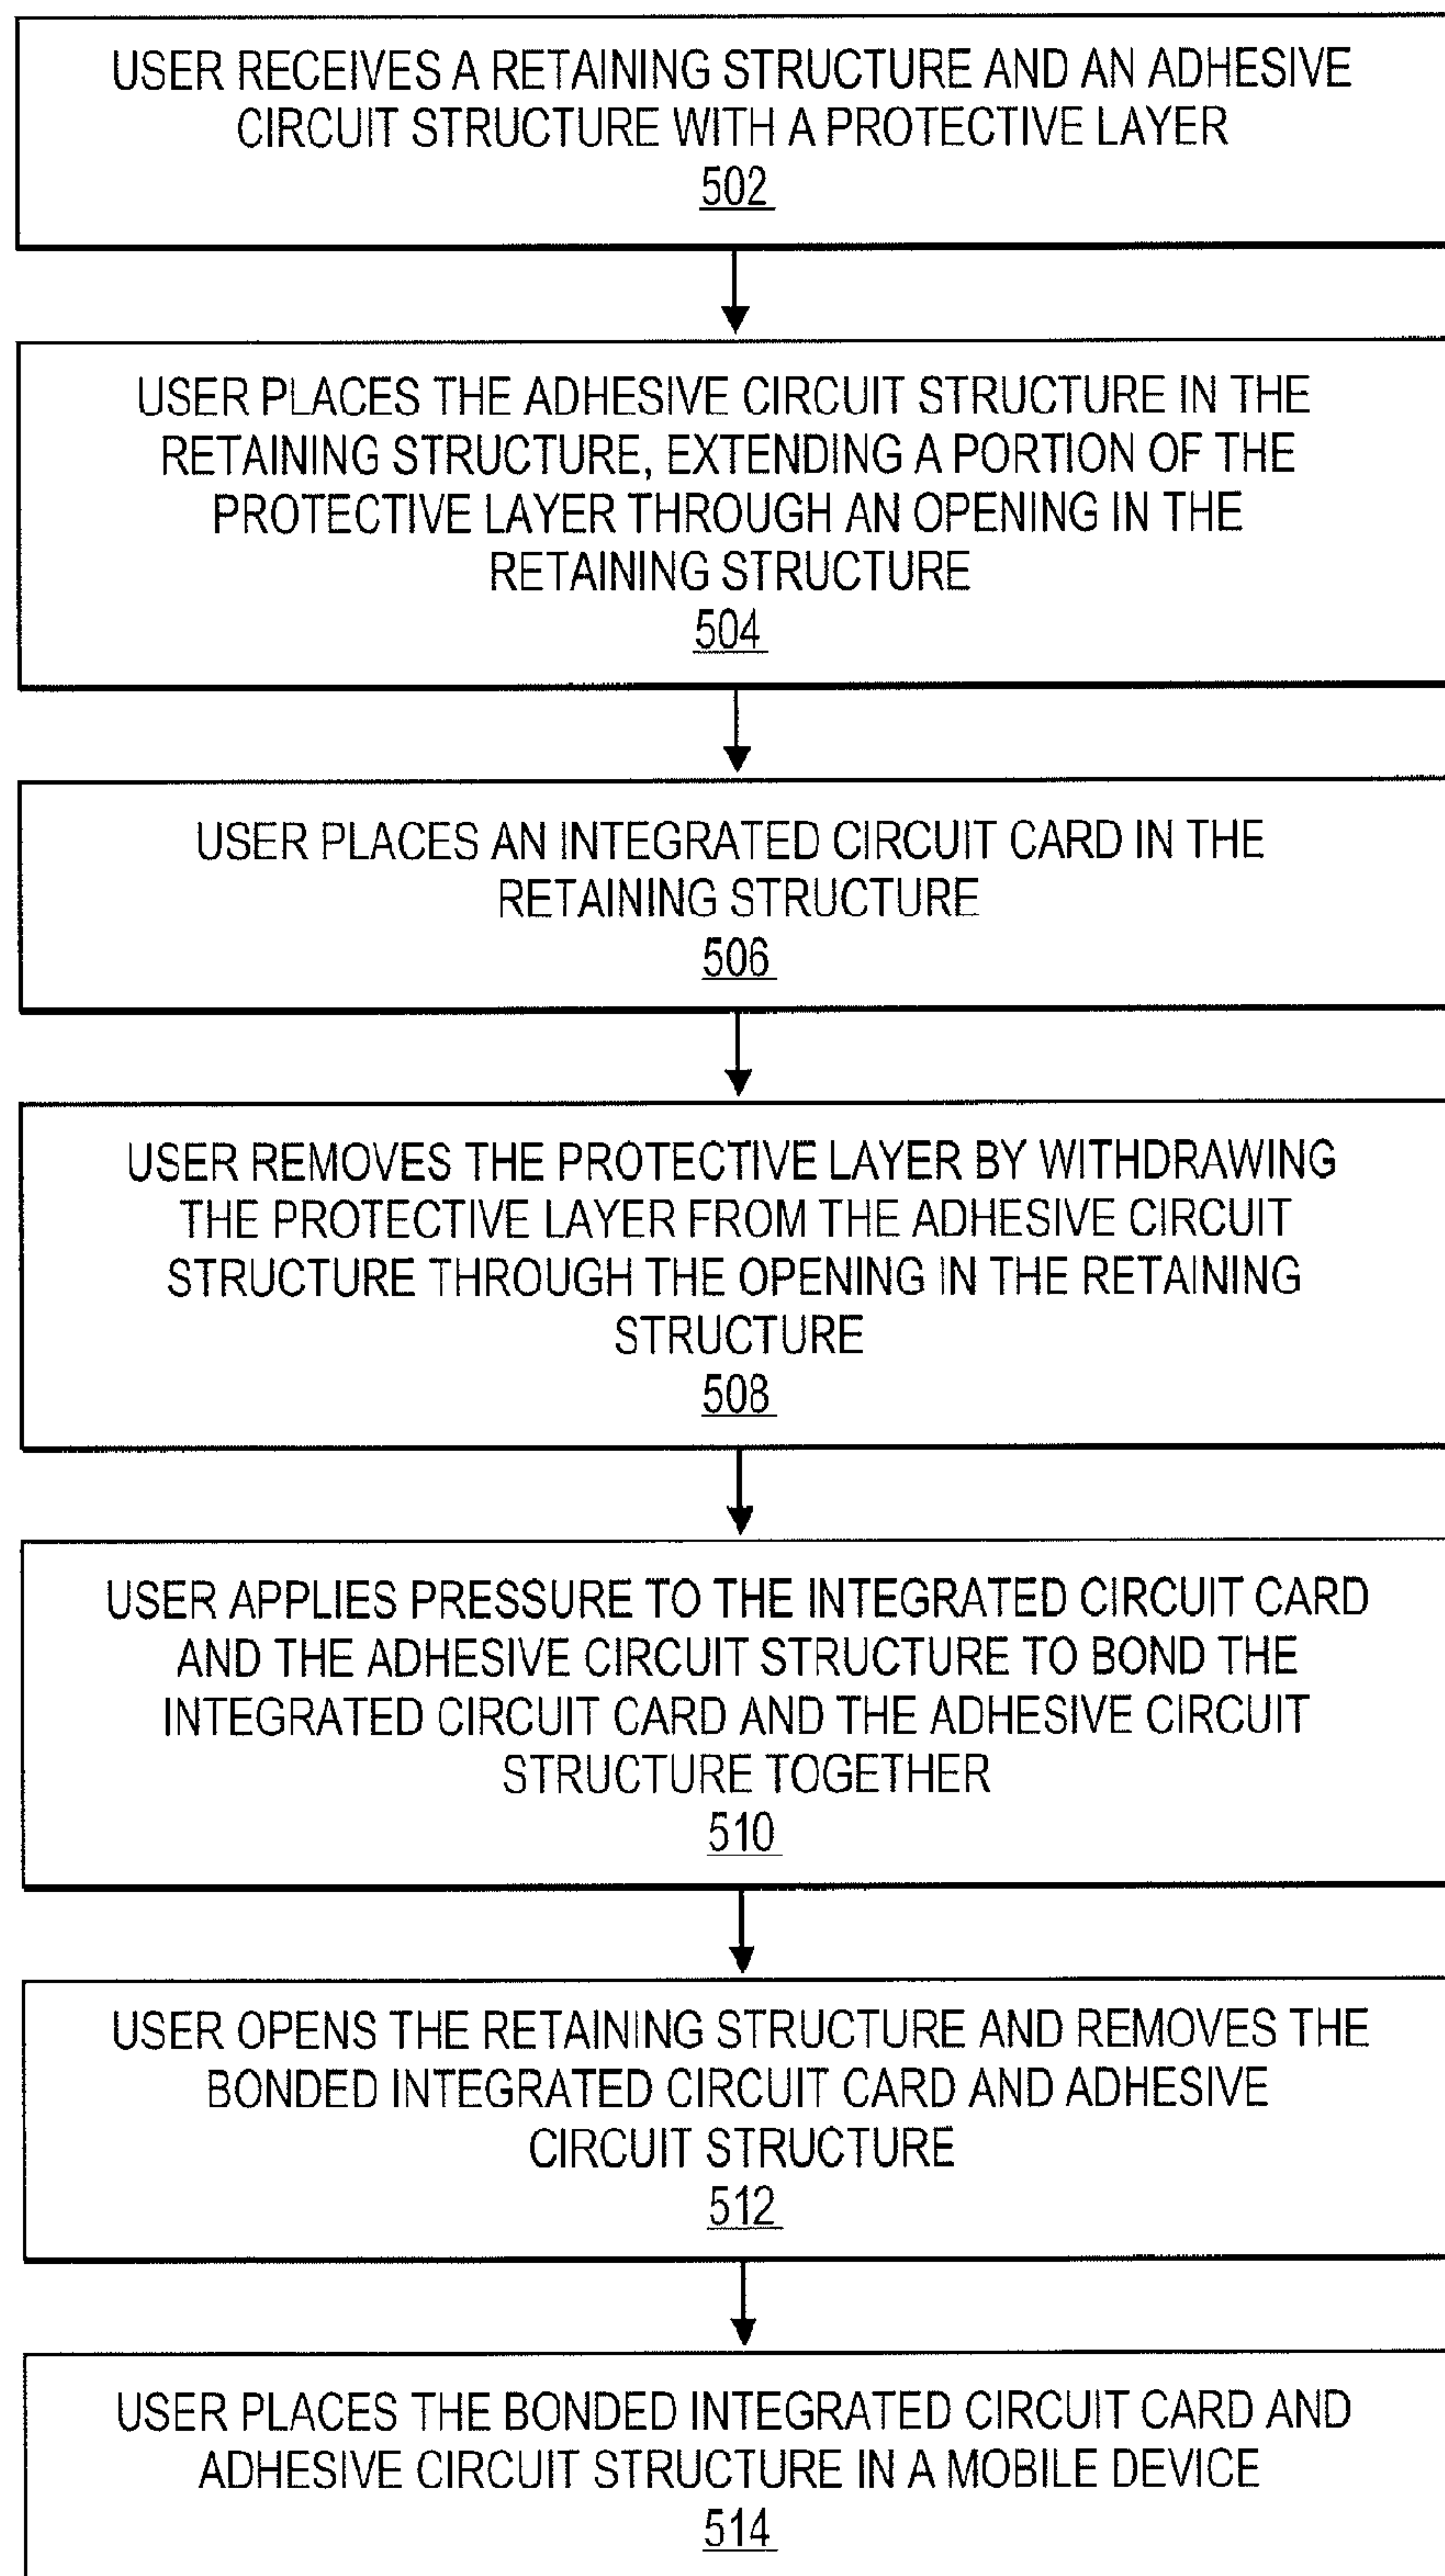 USER RECEIVES A RETAINING STRUCTURE AND AN ADHESIVE
CIRCUIT STRUCTURE WITH A PROTECTIVE LAYER
502
USER PLACES THE ADHESIVE CIRCUIT STRUCTURE IN THE
RETAINING STRUCTURE, EXTENDING A PORTION OF THE
PROTECTIVE LAYER THROUGH AN OPENING IN THE
RETAINING STRUCTURE
504
USER PLACES AN INTEGRATED CIRCUIT CARD IN THE
RETAINING STRUCTURE
506
USER REMOVES THE PROTECTIVE LAYER BY WITHDRAWING
THE PROTECTIVE LAYER FROM THE ADHESIVE CIRCUIT
STRUCTURE THROUGH THE OPENING IN THE RETAINING
STRUCTURE
508
USER APPLIES PRESSURE TO THE INTEGRATED CIRCUIT CARD
AND THE ADHESIVE CIRCUIT STRUCTURE TO BOND THE
INTEGRATED CIRCUIT CARD AND THE ADHESIVE CIRCUIT
STRUCTURE TOGETHER
510
USER OPENS THE RETAINING STRUCTURE AND REMOVES THE
BONDED INTEGRATED CIRCUIT CARD AND ADHESIVE
CIRCUIT STRUCTURE
512
USER PLACES THE BONDED INTEGRATED CIRCUIT CARD AND
ADHESIVE CIRCUIT STRUCTURE IN A MOBILE DEVICE
514